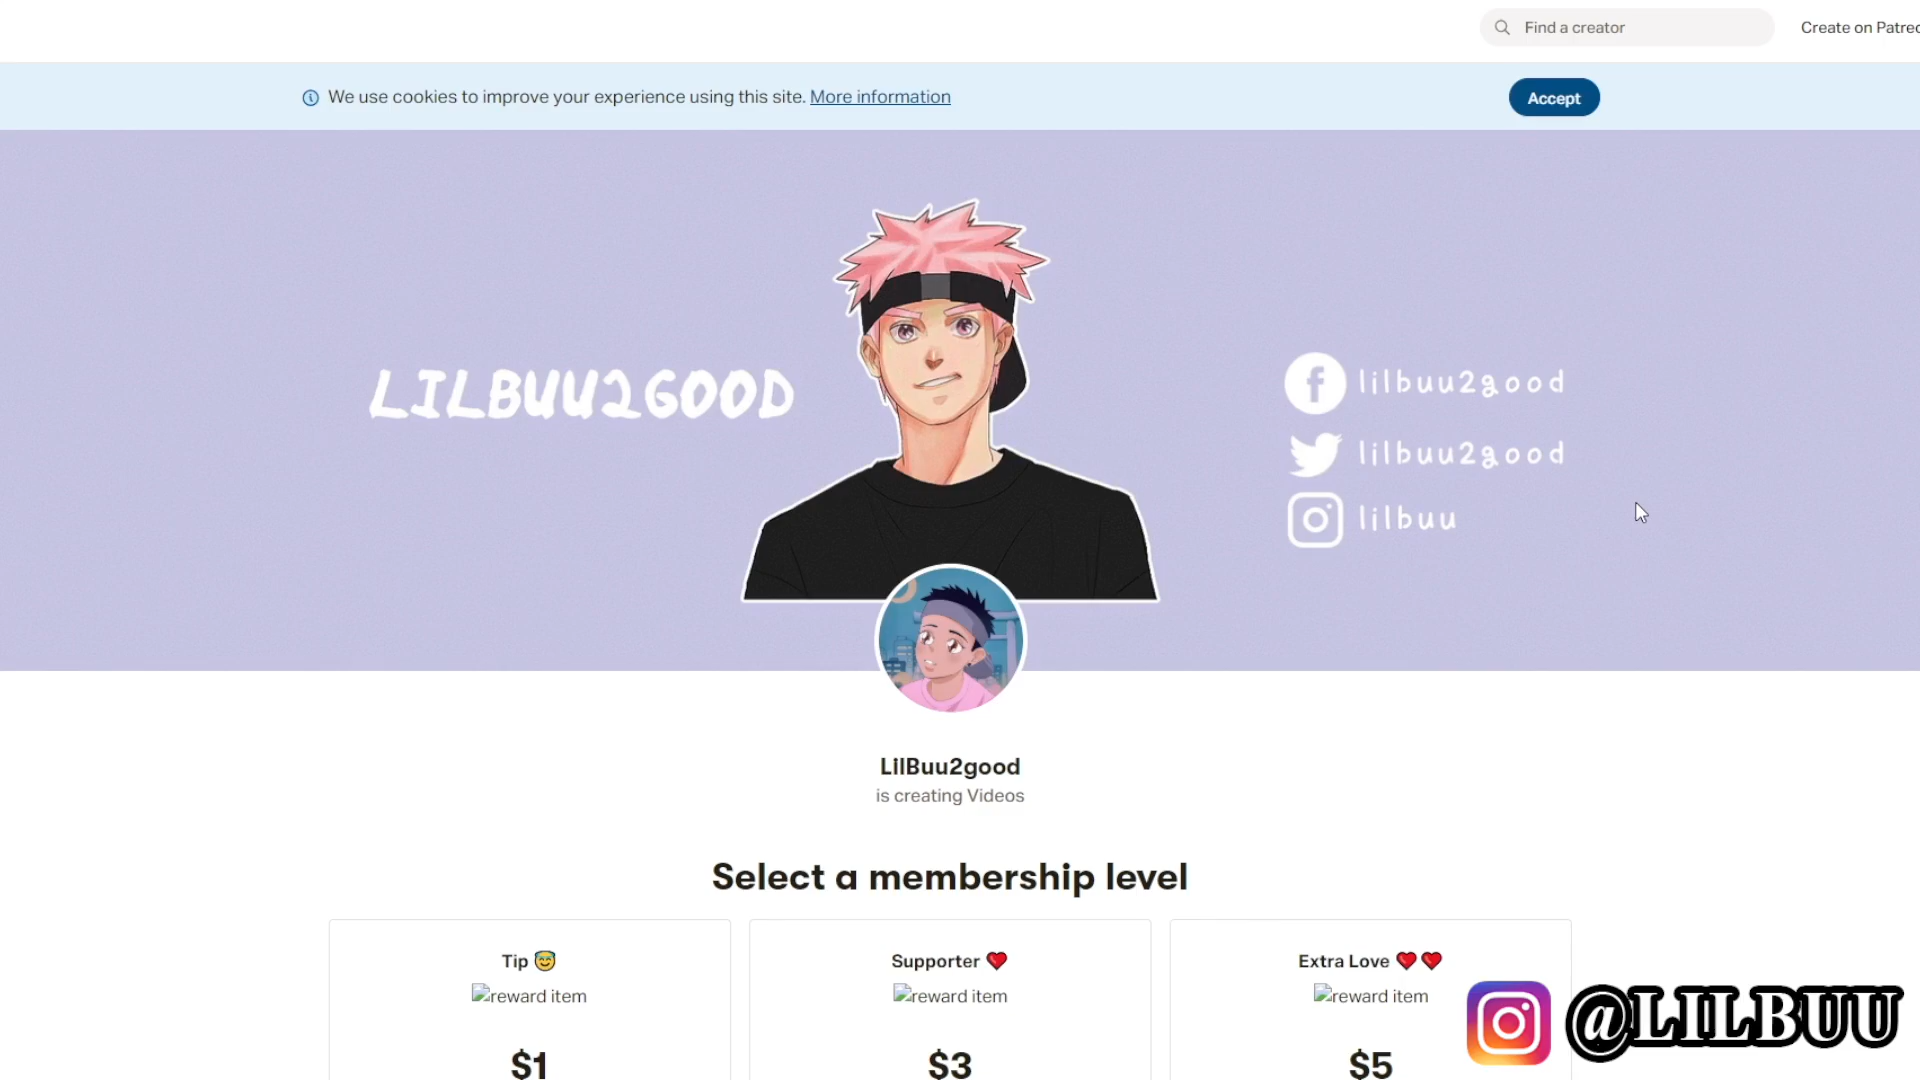 Find a creator
Create on Patreo
We use cookies to improve your experience using this site. More information
Accept
LILBUU2GOOD
lilbuu2good
lilbuu2good
lilbuu
LilBuu2good
is creating Videos
Select a membership level
Tip 😇
reward item
$1
Supporter ❤️
reward item
$3
Extra Love ❤️❤️
reward item
$5
@LILBUU